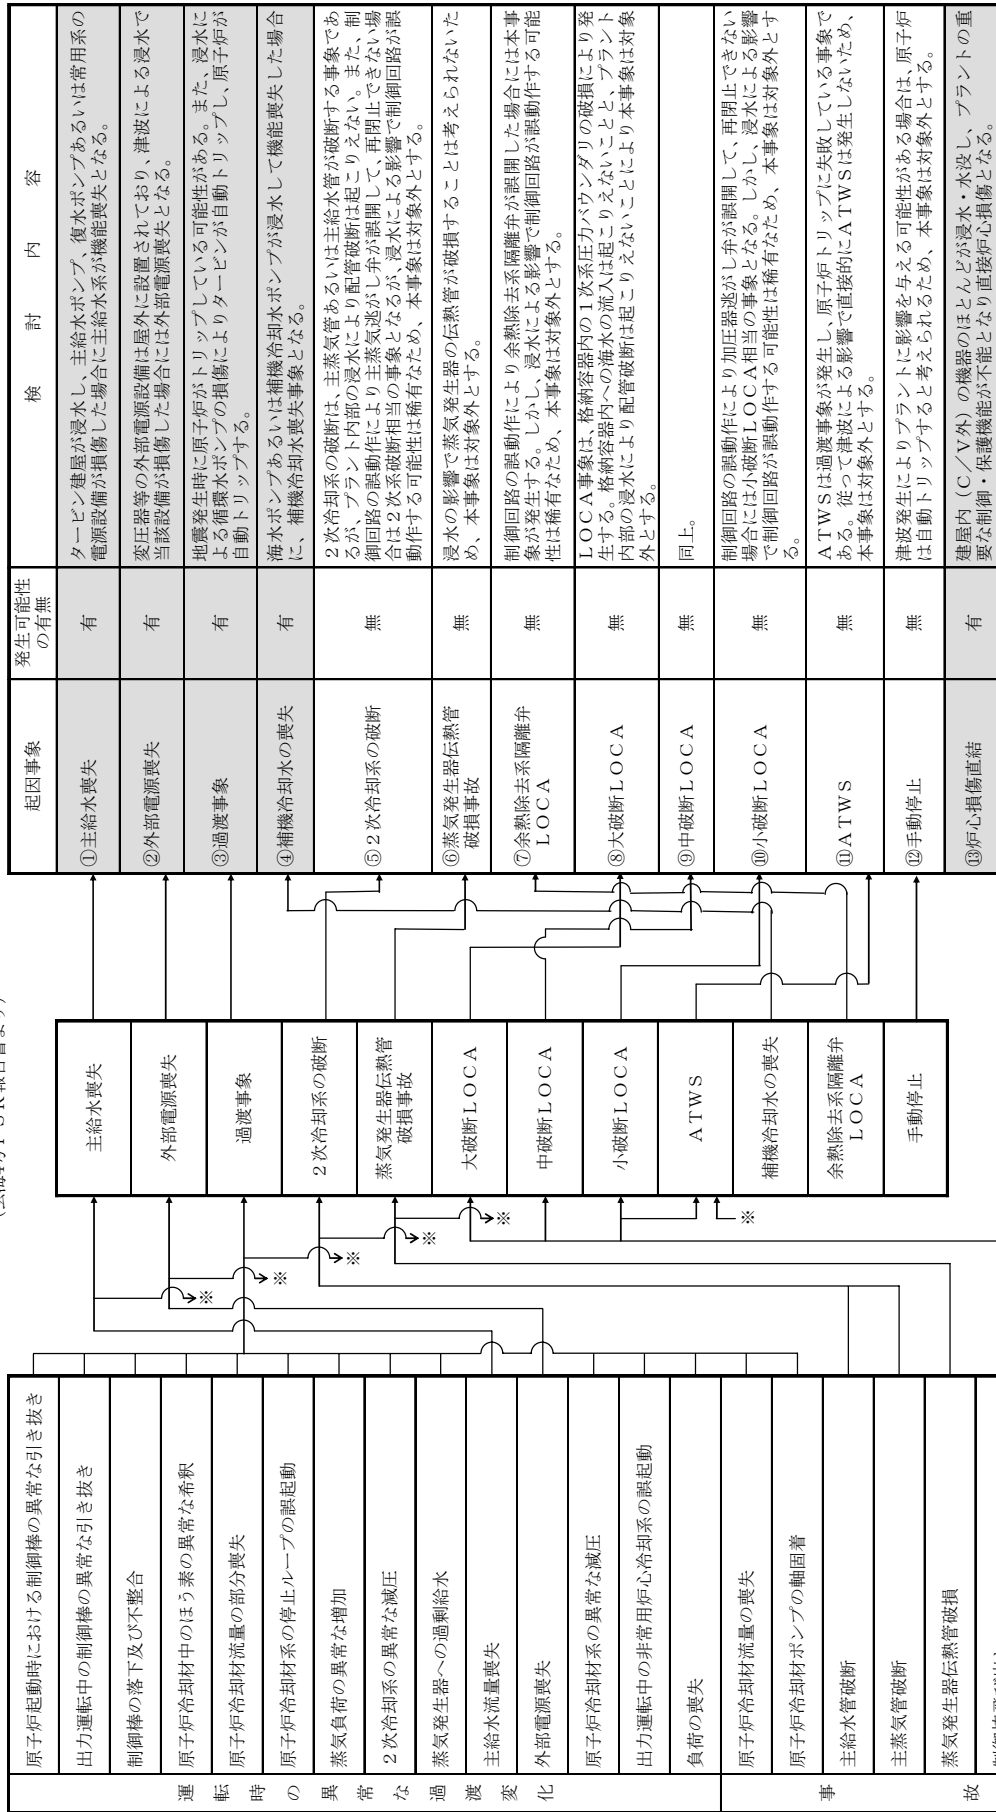 (玄海4号PSR報告書より)
運転時の異常な過渡変化
原子炉起動時における制御棒の異常な引き抜き
出力運転中の制御棒の異常な引き抜き
制御棒の落下及び不整合
原子炉冷却材中のほう素の異常な希釈
原子炉冷却材流量の部分喪失
原子炉冷却材系の停止ループの誤起動
蒸気負荷の異常な増加
2次冷却系の異常な減圧
蒸気発生器への過剰給水
主給水流量喪失
外部電源喪失
原子炉冷却材系の異常な減圧
出力運転中の非常用炉心冷却系の誤起動
負荷の喪失
事故
原子炉冷却材流量の喪失
原子炉冷却材ポンプの軸固着
主給水管破断
主蒸気管破断
蒸気発生器伝熱管破損
※
※
※
※
※
※
主給水喪失
外部電源喪失
過渡事象
2次冷却系の破断
蒸気発生器伝熱管
破損事故
大破断LOCA
中破断LOCA
小破断LOCA
ATWS
補機冷却水の喪失
余熱除去系隔離弁
LOCA
手動停止
起因事象
発生可能性
の有無
検討内容
①主給水喪失
有
タービン建屋が浸水し、主給水ポンプ、復水ポンプあるいは常用系の
電源設備が損傷した場合に主給水系が機能喪失となる。
②外部電源喪失
有
変圧器等の外部電源設備は屋外に設置されており、津波による浸水で
当該設備が損傷した場合には外部電源喪失となる。
③過渡事象
有
地震発生時に原子炉がトリップしている可能性がある。また、浸水に
よる循環水ポンプの損傷によりタービンが自動トリップし、原子炉が
自動トリップする。
④補機冷却水の喪失
有
海水ポンプあるいは補機冷却水ポンプが浸水して機能喪失した場合
に、補機冷却水喪失事象となる。
⑤2次冷却系の破断
無
2次冷却系の破断は、主蒸気管あるいは主給水管が破断する事象であ
るが、プラント内部の浸水により配管破断は起こりえない。また、制
御回路の誤動作により主蒸気逃がし弁が誤開して、再閉止できない場
合は2次系破断相当の事象となるが、浸水による影響で制御回路が誤
動作する可能性は稀有なため、本事象は対象外とする。
⑥蒸気発生器伝熱管
破損事故
無
浸水の影響で蒸気発生器の伝熱管が破損することは考えられないた
め、本事象は対象外とする。
⑦余熱除去系隔離弁
LOCA
無
制御回路の誤動作により余熱除去系隔離弁が誤開した場合には本事
象が発生する。しかし、浸水による影響で制御回路が誤動作する可能
性は稀有なため、本事象は対象外とする。
⑧大破断LOCA
無
LOCA事象は、格納容器内の1次系圧力バウンダリの破損により発
生する。格納容器内への海水の流入は起こりえないことと、プラント
内部の浸水により配管破断は起こりえないことにより本事象は対象
外とする。
⑨中破断LOCA
無
同上。
⑩小破断LOCA
無
制御回路の誤動作により加圧器逃がし弁が誤開して、再閉止できない
場合には小破断LOCA相当の事象となる。しかし、浸水による影響
で制御回路が誤動作する可能性は稀有なため、本事象は対象外とす
る。
⑪ATWS
無
ATWSは過渡事象が発生し、原子炉トリップに失敗している事象で
ある。従って津波による影響で直接的にATWSは発生しないため、
本事象は対象外とする。
⑫手動停止
無
津波発生によりプラントに影響を与える可能性がある場合は、原子炉
は自動トリップすると考えられるため、本事象は対象外とする。
⑬炉心損傷直結
有
建屋内(C/V外)の機器のほとんどが浸水・水没し、プラントの重
要な制御・保護機能が不能となり直接炉心損傷となる。